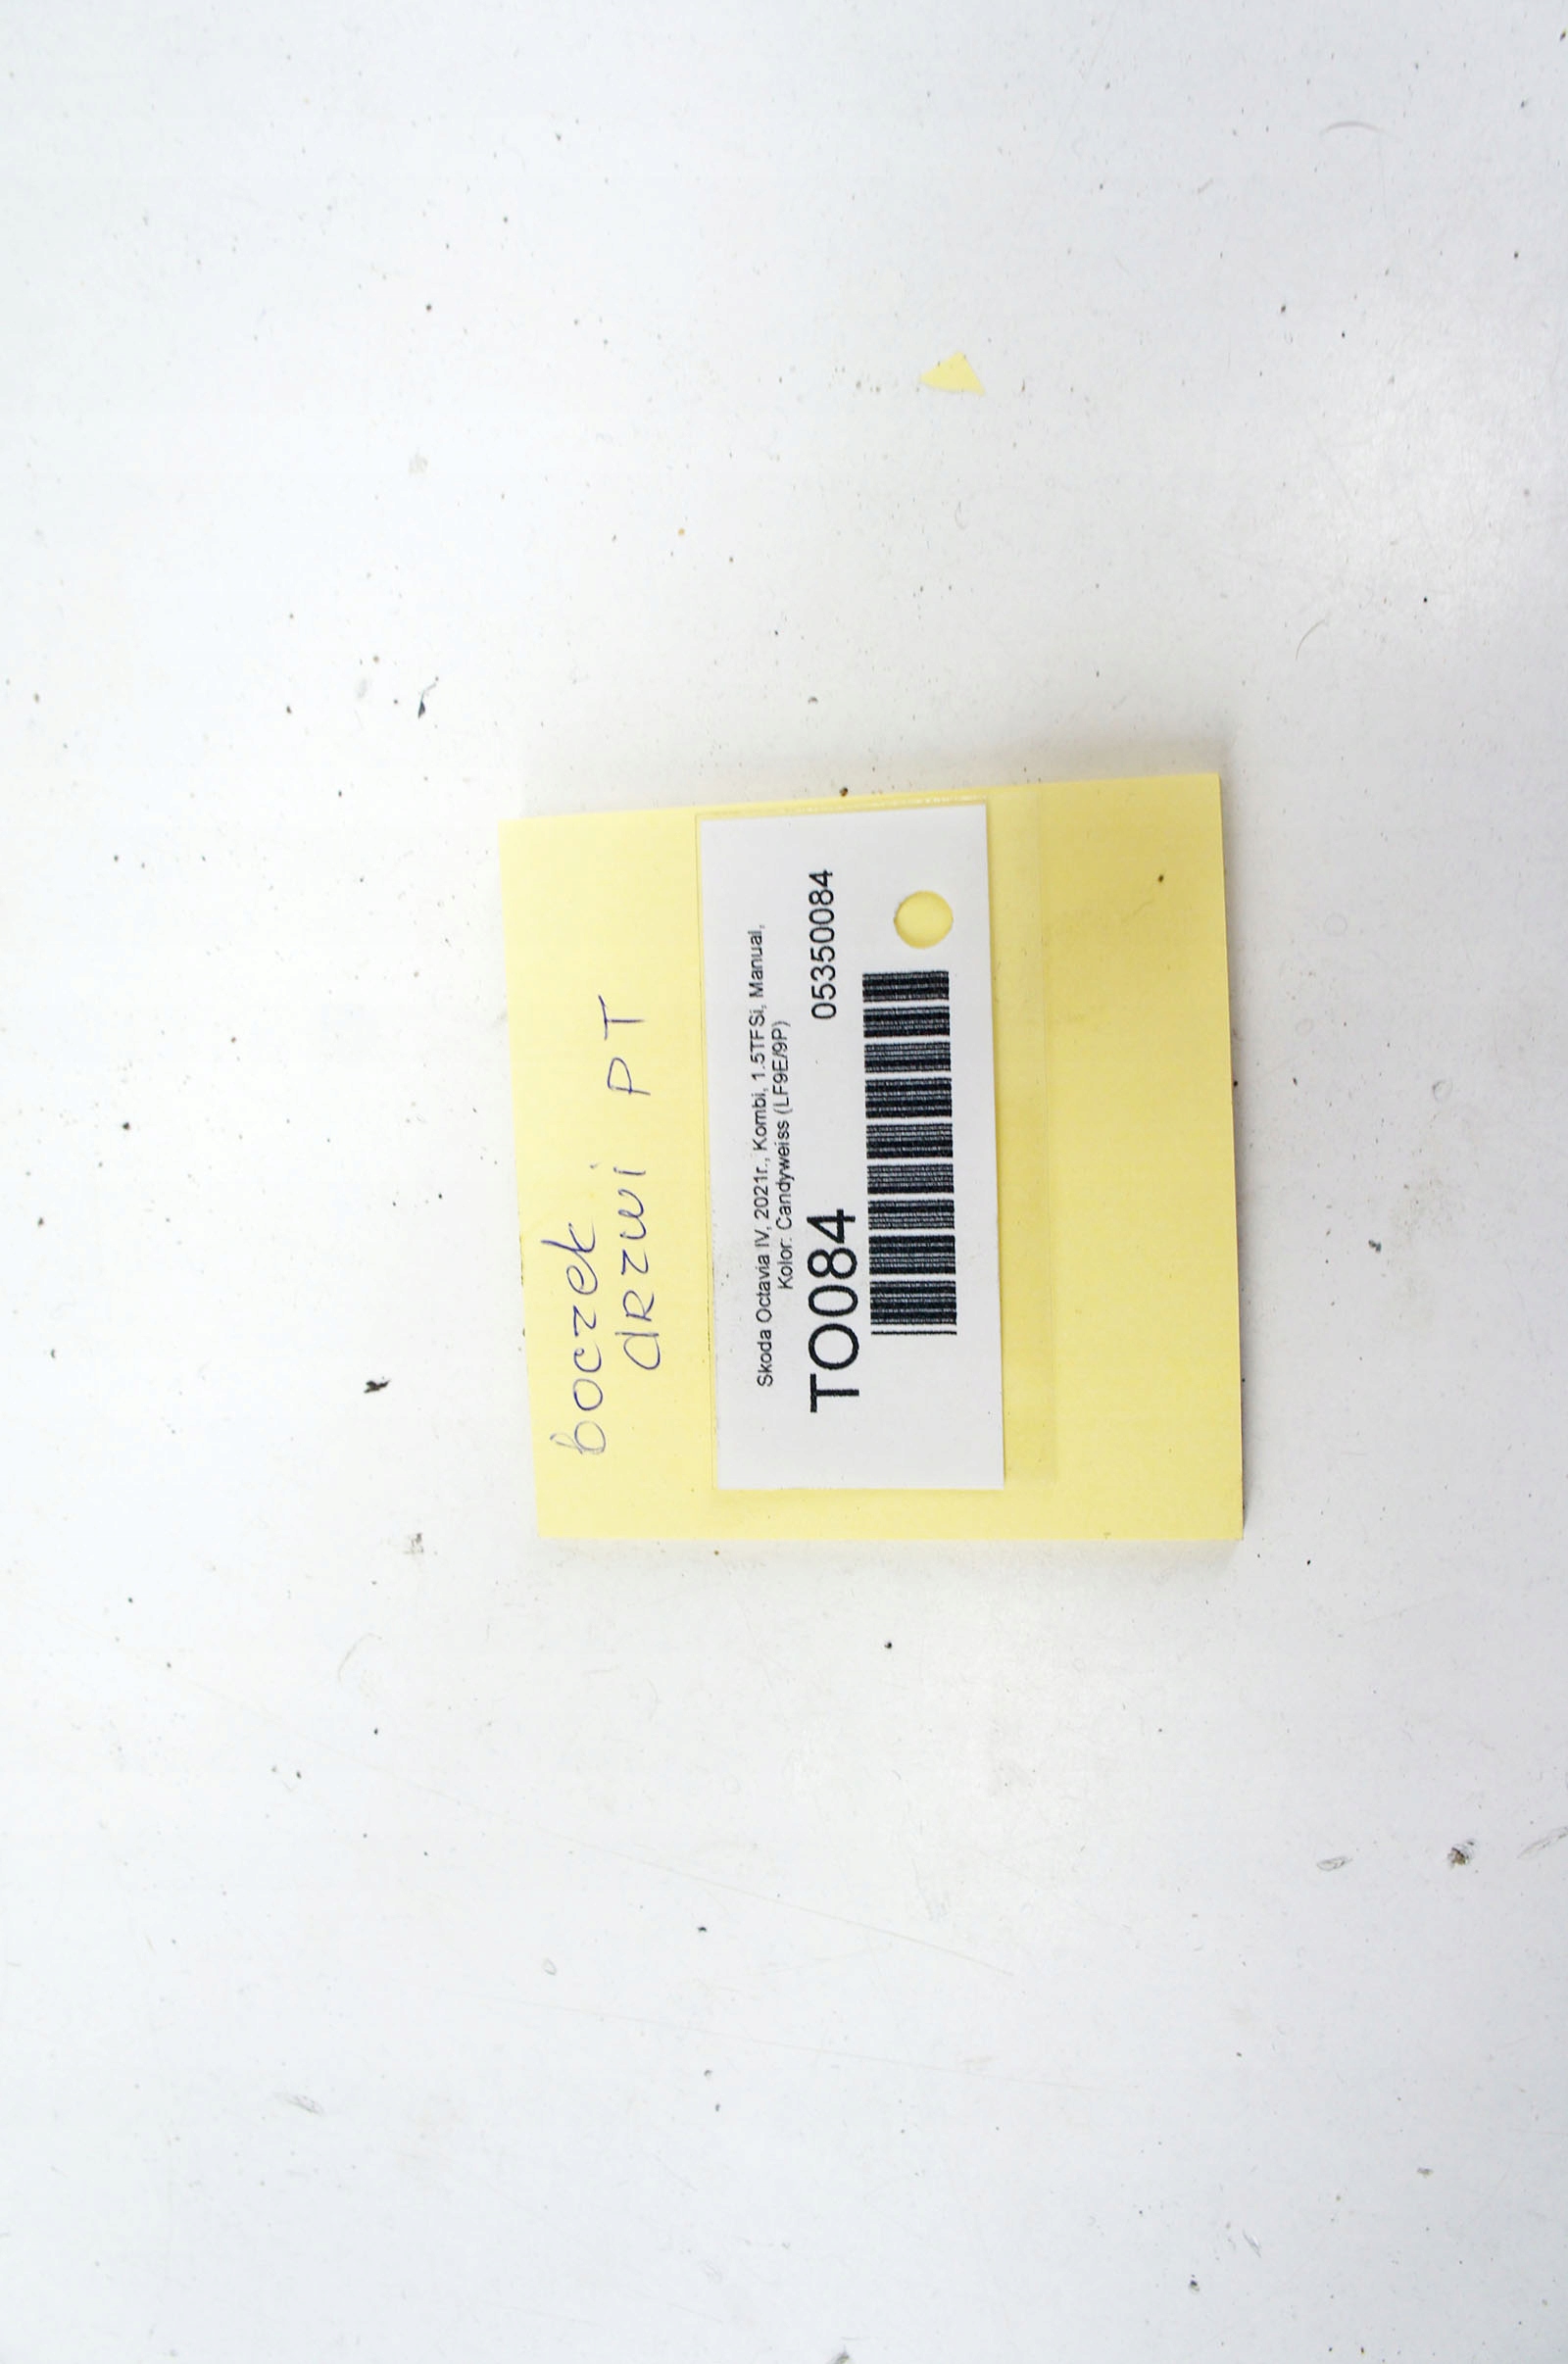 boczek
drzwi PT
Skoda Octavia IV, 2021r., Kombi, 1.5TFSi, Manual,
Kolor: Candyweiss (LF9E/9P)
TO084 05350084